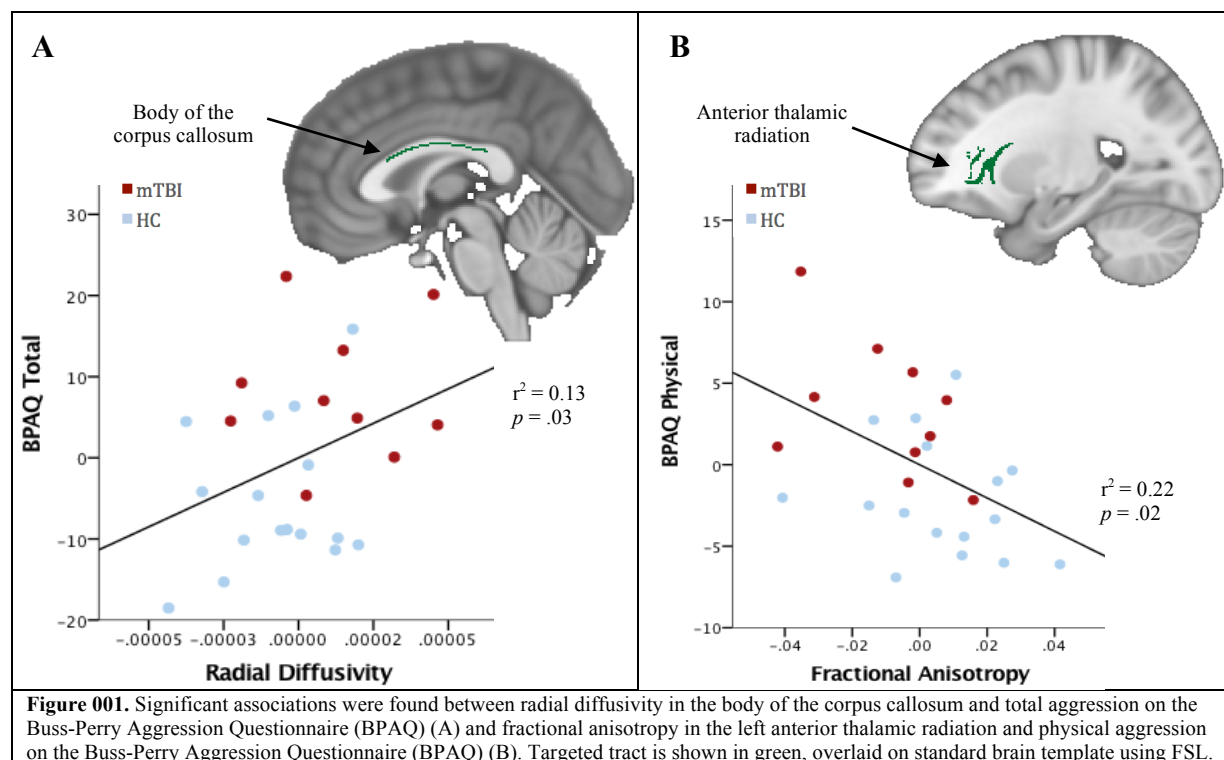 A
Body of the
corpus callosum
mTBI
HC
30
20
10
0
-10
-20
BPAQ Total
-.00005
-.00003
.00000
.00002
.00005
Radial Diffusivity
r² = 0.13
p = .03
B
Anterior thalamic
radiation
mTBI
HC
15
10
5
0
-5
-10
BPAQ Physical
-.04
-.02
.00
.02
.04
Fractional Anisotropy
r² = 0.22
p = .02
Figure 001. Significant associations were found between radial diffusivity in the body of the corpus callosum and total aggression on the
Buss-Perry Aggression Questionnaire (BPAQ) (A) and fractional anisotropy in the left anterior thalamic radiation and physical aggression
on the Buss-Perry Aggression Questionnaire (BPAQ) (B). Targeted tract is shown in green, overlaid on standard brain template using FSL.